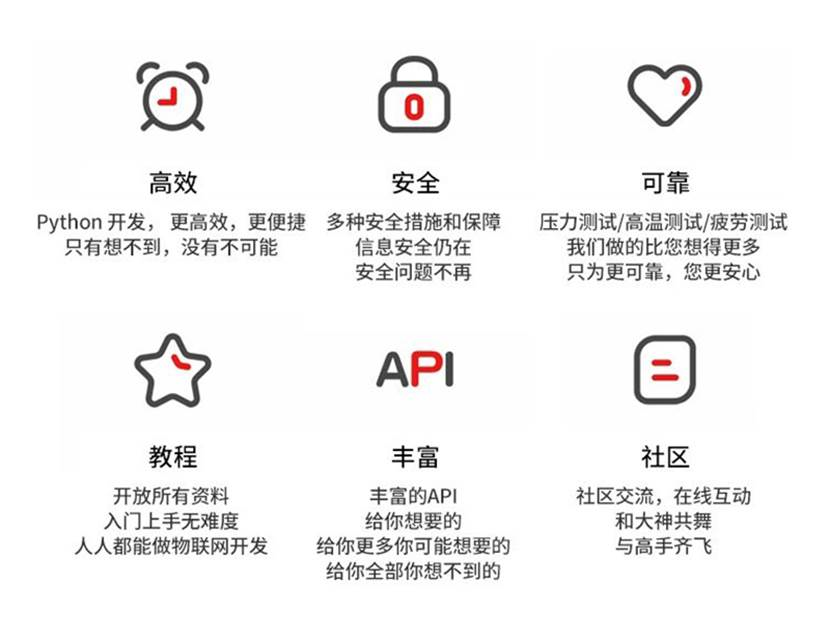 高效
Python 开发， 更高效，更便捷
只有想不到，没有不可能
安全
多种安全措施和保障
信息安全仍在
安全问题不再
可靠
压力测试/高温测试/疲劳测试
我们做的比您想得更多
只为更可靠，您更安心
教程
开放所有资料
入门上手无难度
人人都能做物联网开发
API
丰富
丰富的API
给你想要的
给你更多你可能想要的
给你全部你想不到的
社区
社区交流，在线互动
和大神共舞
与高手齐飞